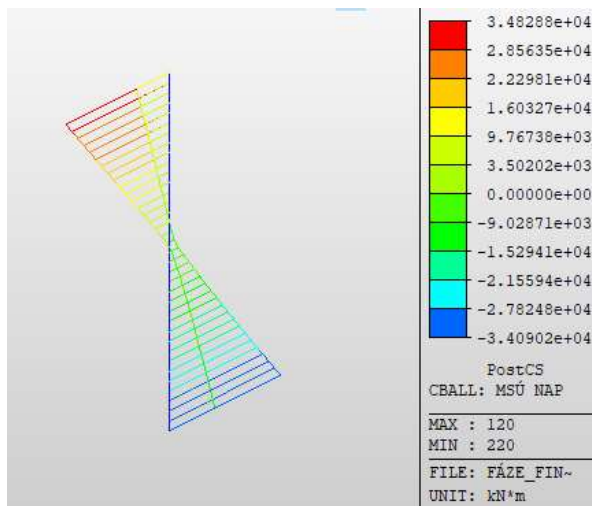 3.48288e+04
2.85635e+04
2.22981e+04
1.60327e+04
9.76738e+03
3.50202e+03
0.00000e+00
-9.02871e+03
-1.52941e+04
-2.15594e+04
-2.78248e+04
-3.40902e+04
PostCS
CBALL: MSÚ NAP
MAX : 120
MIN : 220
FILE: FÁZE_FIN~
UNIT: kN*m